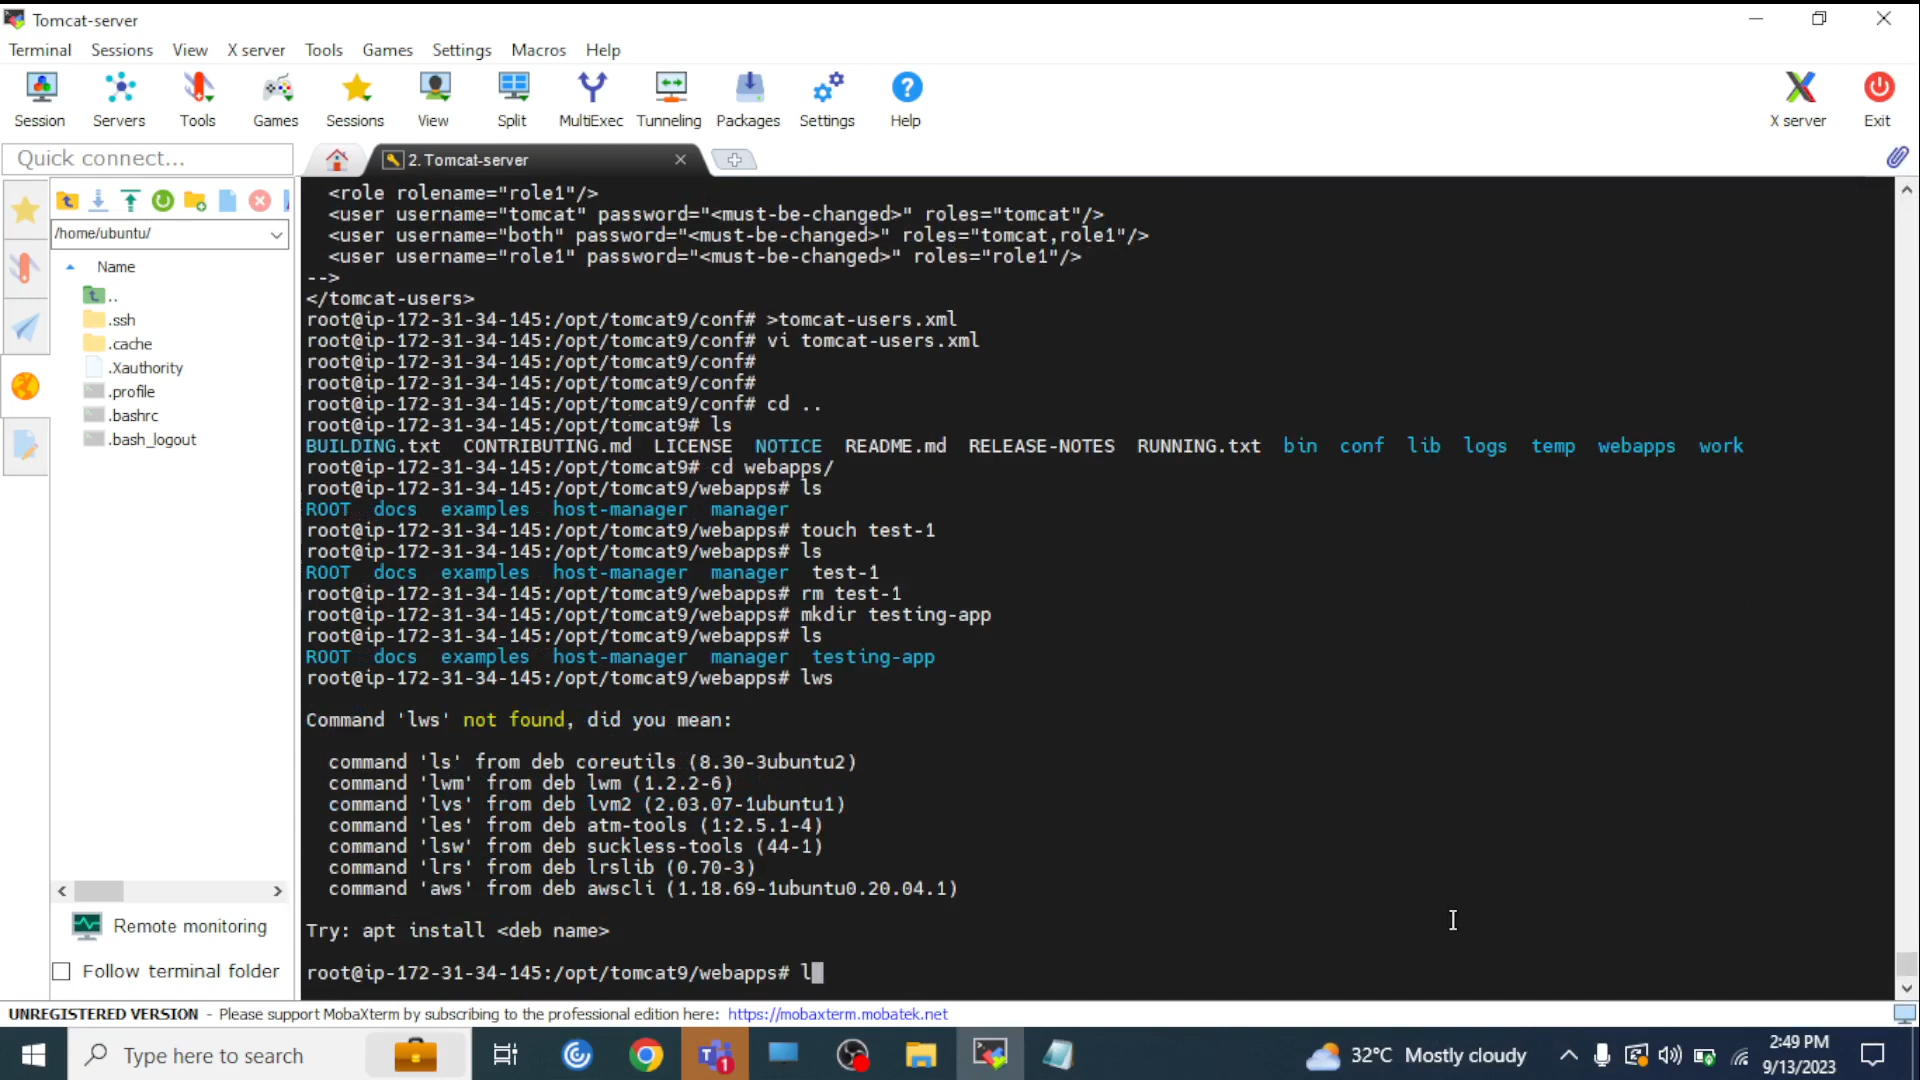 Tomcat-server
Terminal Sessions View X server Tools Games Settings Macros Help
Session Servers Tools Games Sessions View Split MultiExec Tunneling Packages Settings Help X server Exit
Quick connect...
2. Tomcat-server
/home/ubuntu/
Name
..
.ssh
.cache
.Xauthority
.profile
.bashrc
.bash_logout
Remote monitoring
Follow terminal folder
<role rolename="role1"/>
<user username="tomcat" password="<must-be-changed>" roles="tomcat"/>
<user username="both" password="<must-be-changed>" roles="tomcat,role1"/>
<user username="role1" password="<must-be-changed>" roles="role1"/>
-->
</tomcat-users>
root@ip-172-31-34-145:/opt/tomcat9/conf# >tomcat-users.xml
root@ip-172-31-34-145:/opt/tomcat9/conf# vi tomcat-users.xml
root@ip-172-31-34-145:/opt/tomcat9/conf#
root@ip-172-31-34-145:/opt/tomcat9/conf#
root@ip-172-31-34-145:/opt/tomcat9/conf# cd ..
root@ip-172-31-34-145:/opt/tomcat9# ls
BUILDING.txt CONTRIBUTING.md LICENSE NOTICE README.md RELEASE-NOTES RUNNING.txt bin conf lib logs temp webapps work
root@ip-172-31-34-145:/opt/tomcat9# cd webapps/
root@ip-172-31-34-145:/opt/tomcat9/webapps# ls
ROOT docs examples host-manager manager
root@ip-172-31-34-145:/opt/tomcat9/webapps# touch test-1
root@ip-172-31-34-145:/opt/tomcat9/webapps# ls
ROOT docs examples host-manager manager test-1
root@ip-172-31-34-145:/opt/tomcat9/webapps# rm test-1
root@ip-172-31-34-145:/opt/tomcat9/webapps# mkdir testing-app
root@ip-172-31-34-145:/opt/tomcat9/webapps# ls
ROOT docs examples host-manager manager testing-app
root@ip-172-31-34-145:/opt/tomcat9/webapps# lws
Command 'lws' not found, did you mean:
command 'ls' from deb coreutils (8.30-3ubuntu2)
command 'lwm' from deb lwm (1.2.2-6)
command 'lvs' from deb lvm2 (2.03.07-1ubuntu1)
command 'les' from deb atm-tools (1:2.5.1-4)
command 'lsw' from deb suckless-tools (44-1)
command 'lrs' from deb lrslib (0.70-3)
command 'aws' from deb awscli (1.18.69-1ubuntu0.20.04.1)
Try: apt install <deb name>
root@ip-172-31-34-145:/opt/tomcat9/webapps# l
UNREGISTERED VERSION - Please support MobaXterm by subscribing to the professional edition here: https://mobaxterm.mobatek.net
Type here to search
1
32°C Mostly cloudy
2:49 PM
9/13/2023